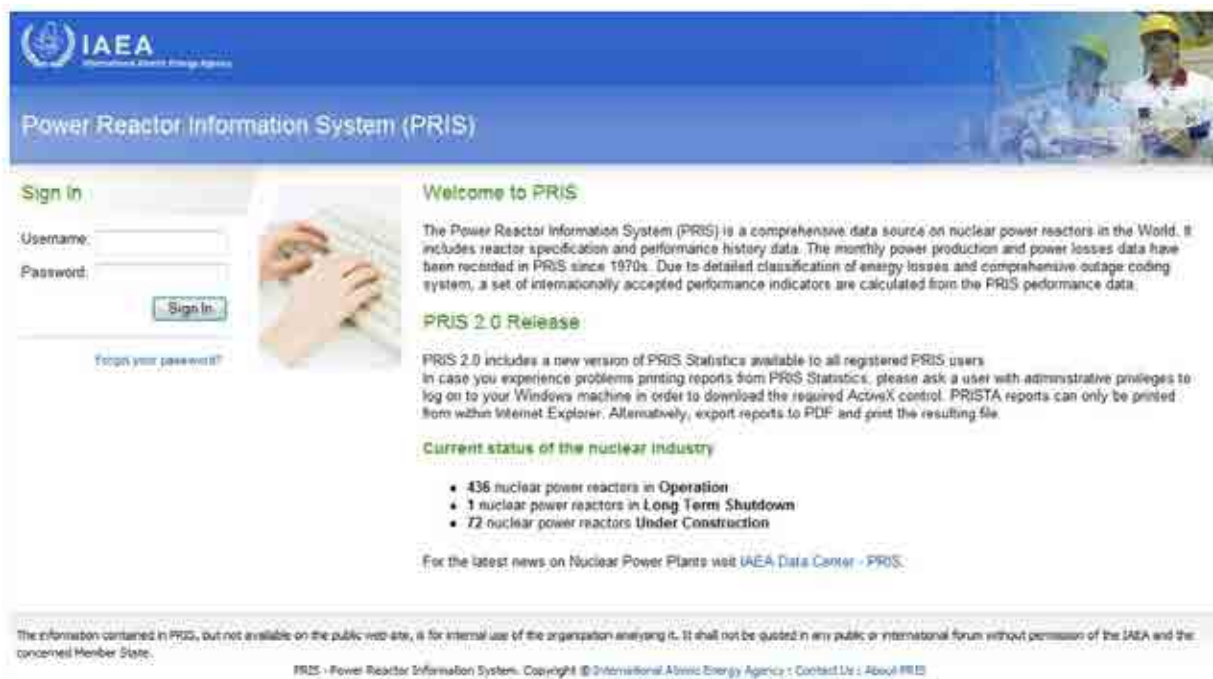 IAEA
International Atomic Energy Agency
Power Reactor Information System (PRIS)
Sign In
Username:
Password:
Sign In
Forgot your password?
Welcome to PRIS
The Power Reactor Information System (PRIS) is a comprehensive data source on nuclear power reactors in the World. It
includes reactor specification and performance history data. The monthly power production and power losses data have
been recorded in PRIS since 1970s. Due to detailed classification of energy losses and comprehensive outage coding
system, a set of internationally accepted performance indicators are calculated from the PRIS performance data.
PRIS 2.0 Release
PRIS 2.0 includes a new version of PRIS Statistics available to all registered PRIS users
In case you experience problems printing reports from PRIS Statistics, please ask a user with administrative privileges to
log on to your Windows machine in order to download the required ActiveX control. PRISTA reports can only be printed
from within Internet Explorer. Alternatively, export reports to PDF and print the resulting file.
Current status of the nuclear industry
• 436 nuclear power reactors in Operation
• 1 nuclear power reactors in Long Term Shutdown
• 72 nuclear power reactors Under Construction
For the latest news on Nuclear Power Plants visit IAEA Data Center - PRIS.
The information contained in PRIS, but not available on the public web site, is for internal use of the organization analysing it. It shall not be quoted in any public or international forum without permission of the IAEA and the
concerned Member State.
PRIS - Power Reactor Information System. Copyright © International Atomic Energy Agency : Contact Us : About PRIS